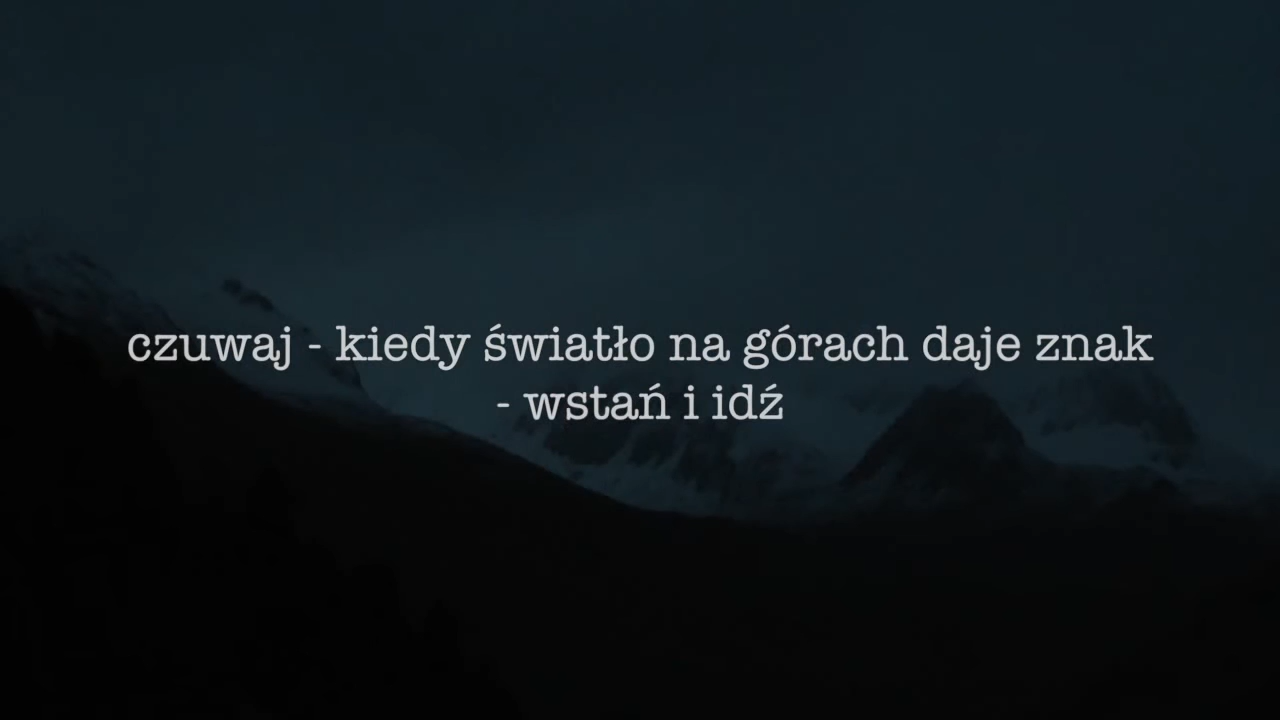 czuwaj - kiedy światło na górach daje znak
- wstań i idź